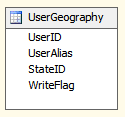 UserGeography
UserID
UserAlias
StateID
WriteFlag